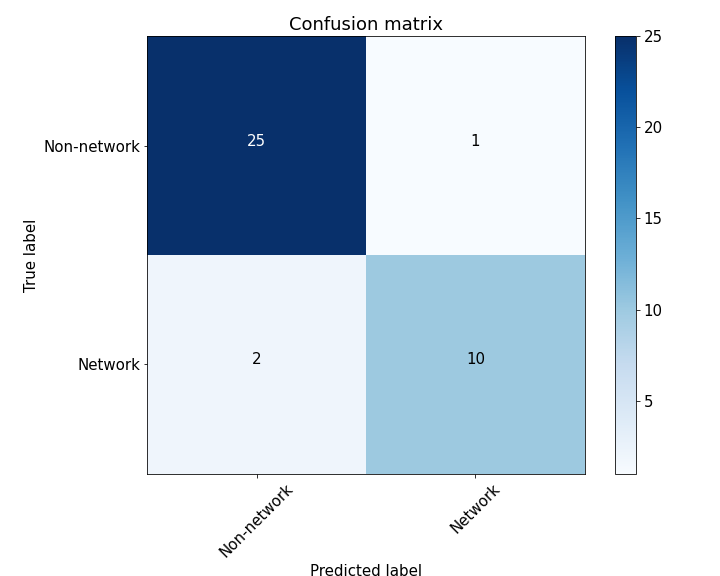 Confusion matrix
25
Non-network
25
1
20
15
True label
10
Network
2
10
5
Non-network
Network
Predicted label